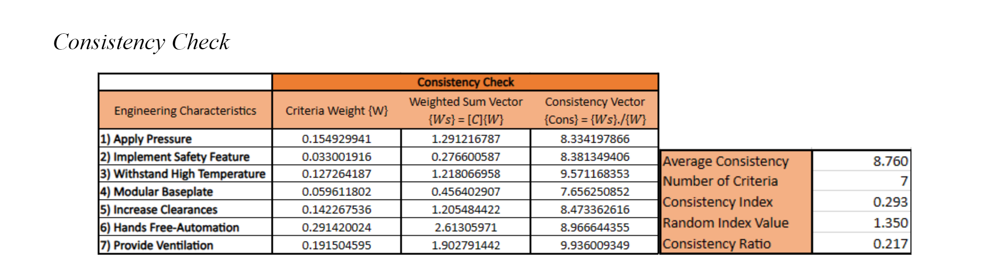 Consistency Check
Consistency Check
Engineering Characteristics Criteria Weight {W} Weighted Sum Vector {Ws} = [C]{W} Consistency Vector {Cons} = {Ws}./{W}
1) Apply Pressure 0.154929941 1.291216787 8.334197866
2) Implement Safety Feature 0.033001916 0.276600587 8.381349406
3) Withstand High Temperature 0.127264187 1.218066958 9.571168353
4) Modular Baseplate 0.059611802 0.456402907 7.656250852
5) Increase Clearances 0.142267536 1.205484422 8.473362616
6) Hands Free-Automation 0.291420024 2.61305971 8.966644355
7) Provide Ventilation 0.191504595 1.902791442 9.936009349
Average Consistency 8.760
Number of Criteria 7
Consistency Index 0.293
Random Index Value 1.350
Consistency Ratio 0.217